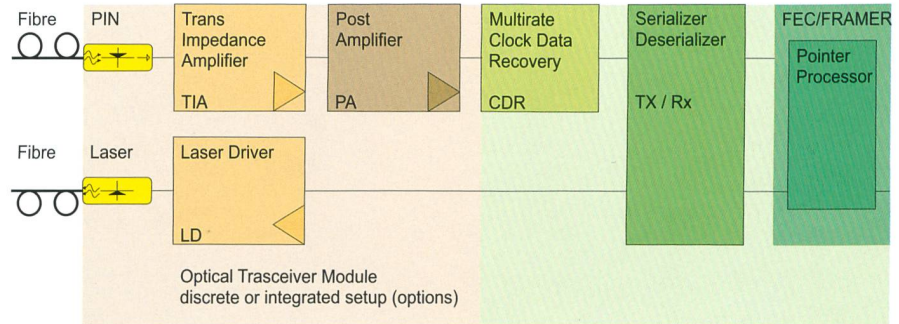 Fibre
PIN
Trans
Impedance
Amplifier
TIA
Post
Amplifier
PA
Multirate
Clock Data
Recovery
CDR
Serializer
Deserializer
TX / Rx
FEC/FRAMER
Pointer
Processor
Fibre
Laser
Laser Driver
LD
Optical Trasceiver Module
discrete or integrated setup (options)